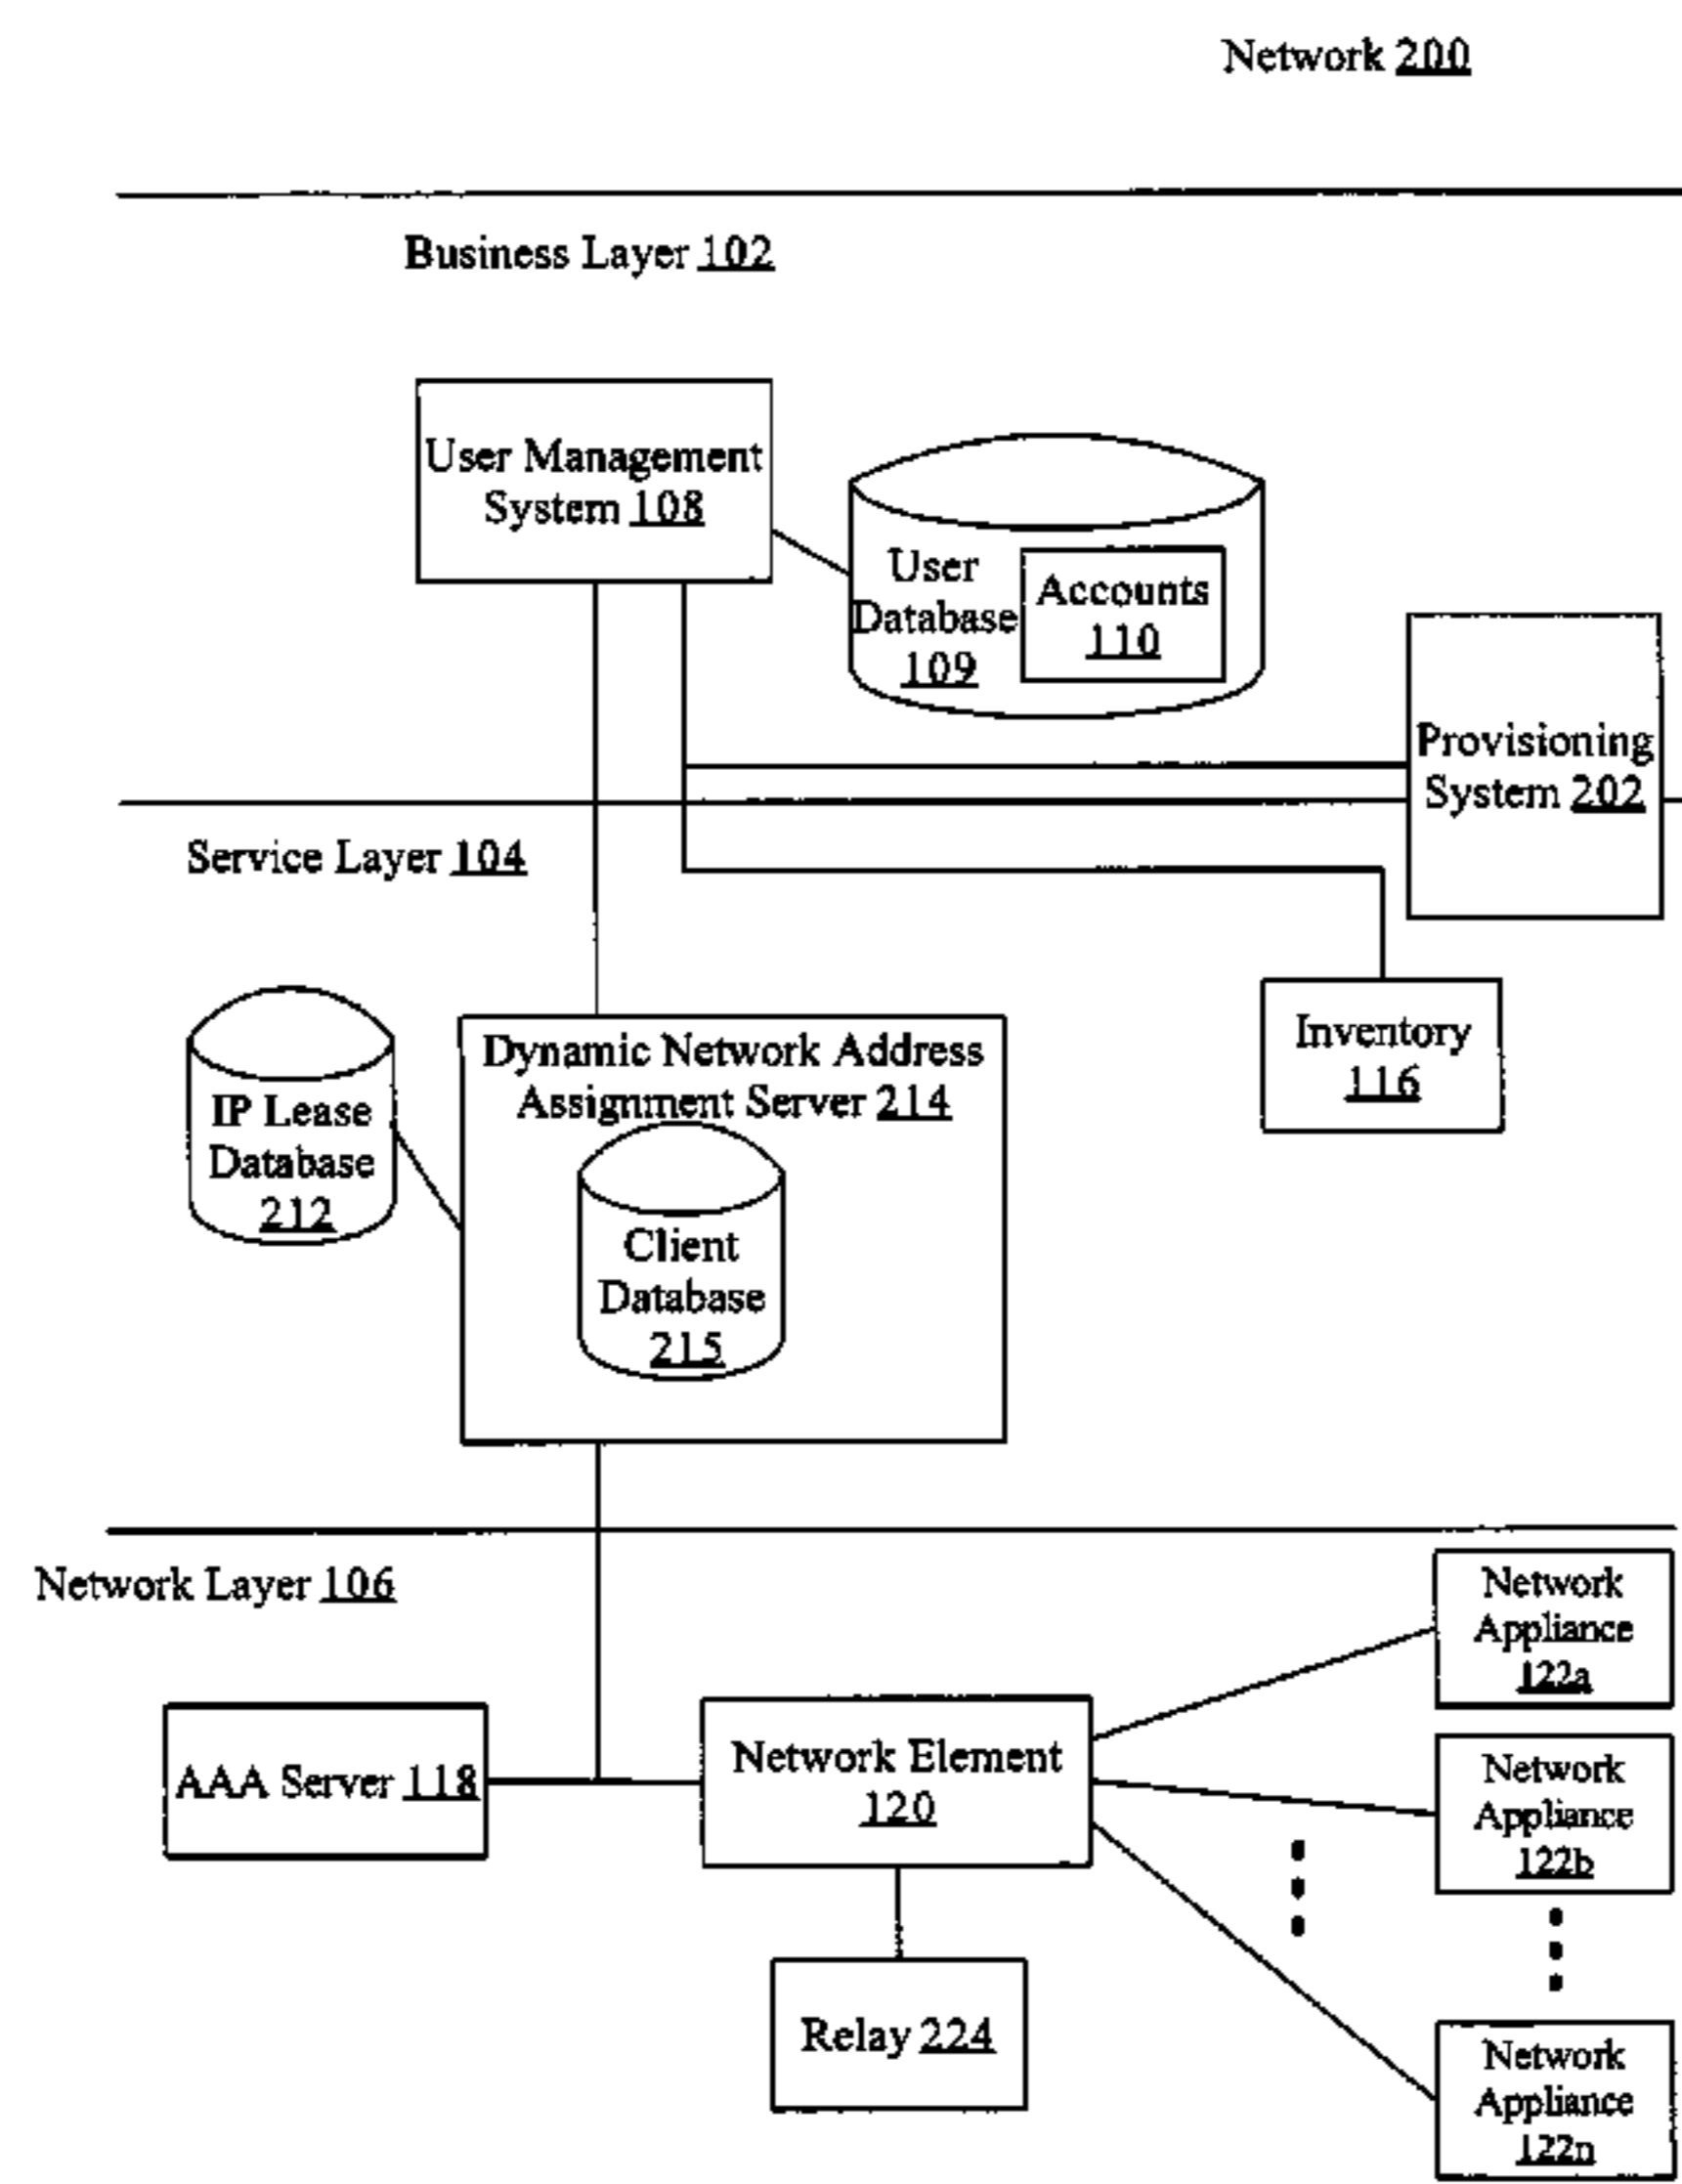 Network 200
Business Layer 102
User Management
System 108
User
Database
109
Accounts
110
Provisioning
System 202
Service Layer 104
Inventory
116
IP Lease
Database
212
Dynamic Network Address
Assignment Server 214
Client
Database
215
Network Layer 106
Network
Appliance
122a
AAA Server 118
Network Element
120
Network
Appliance
122b
Relay 224
Network
Appliance
122n